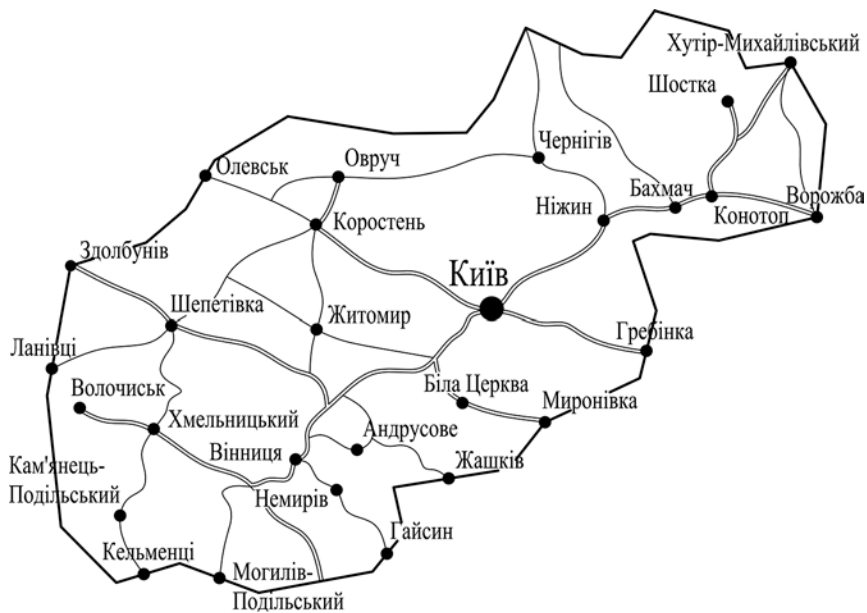 Хутір-Михайлівський
Шостка
Чернігів
Овруч
Олевськ
Бахмач
Ворожба
Ніжин
Конотоп
Коростень
Здолбунів
Київ
Шепетівка
Житомир
Гребінка
Ланівці
Біла Церква
Волочиськ
Миронівка
Хмельницький
Андрусове
Вінниця
Жашків
Кам'янець-
Подільський
Немирів
Гайсин
Кельменці
Могилів-
Подільський